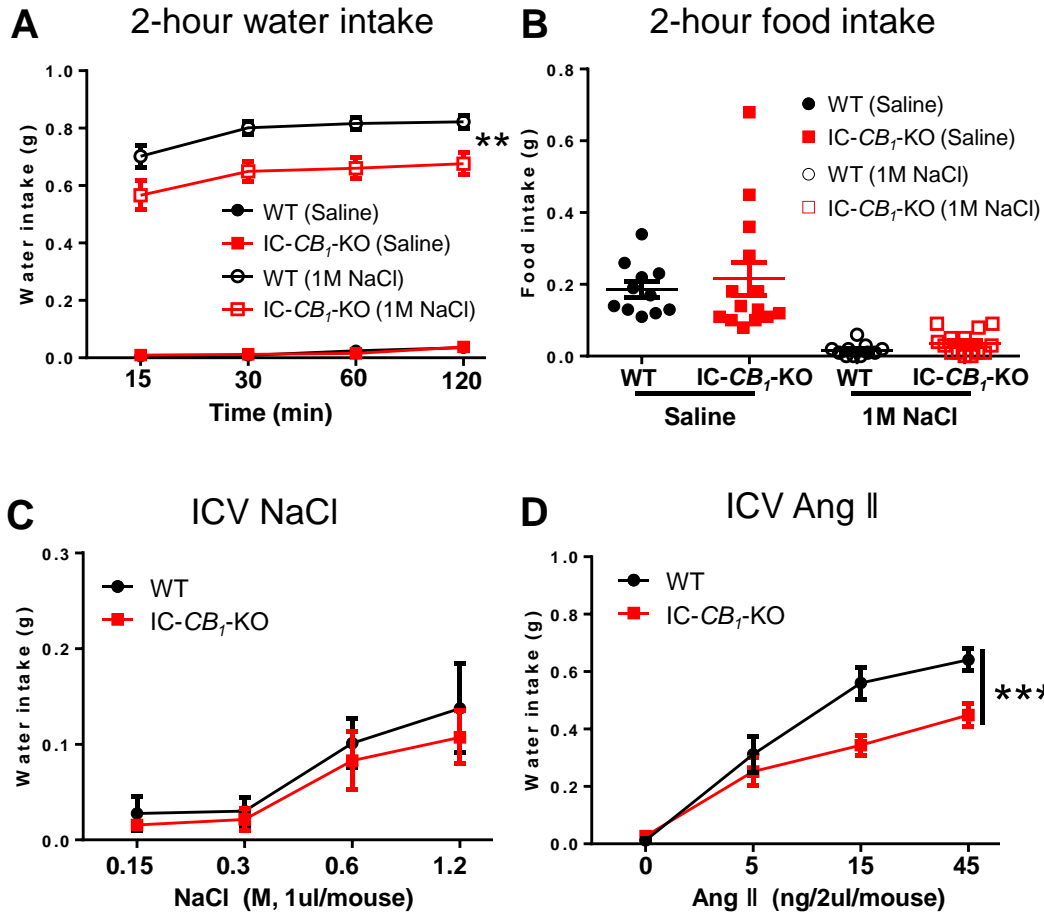 A 2-hour water intake
1.0
0.8
0.6
0.4
0.2
0.0
Water intake (g)
**
WT (Saline)
IC-CB₁-KO (Saline)
WT (1M NaCl)
IC-CB₁-KO (1M NaCl)
15 30 60 120
Time (min)
B 2-hour food intake
0.8
0.6
0.4
0.2
0.0
Food intake (g)
WT (Saline)
IC-CB₁-KO (Saline)
WT (1M NaCl)
IC-CB₁-KO (1M NaCl)
WT IC-CB₁-KO WT IC-CB₁-KO
Saline 1M NaCl
C ICV NaCl
0.3
0.2
0.1
0.0
Water intake (g)
WT
IC-CB₁-KO
0.15 0.3 0.6 1.2
NaCl (M, 1ul/mouse)
D ICV Ang Ⅱ
1.0
0.8
0.6
0.4
0.2
0.0
Water intake (g)
WT
IC-CB₁-KO
***
0 5 15 45
Ang Ⅱ (ng/2ul/mouse)